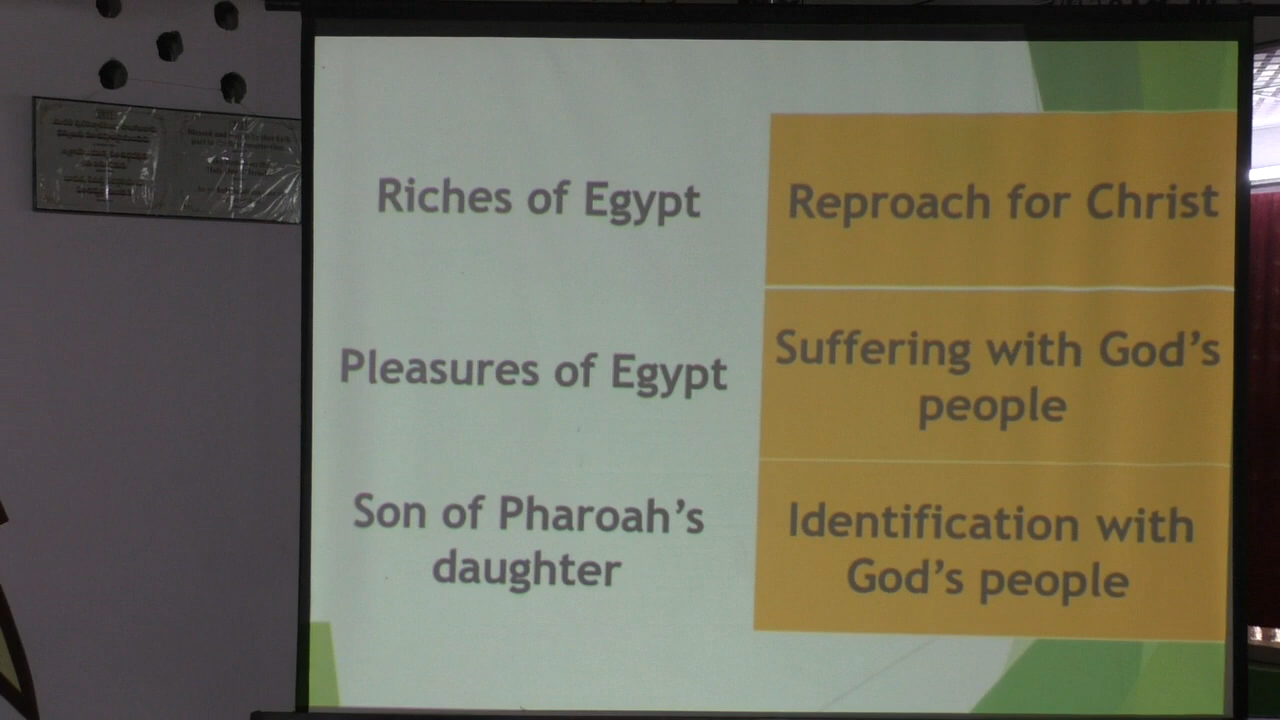 Riches of Egypt
Reproach for Christ
Pleasures of Egypt
Suffering with God's
people
Son of Pharoah's
daughter
Identification with
God's people